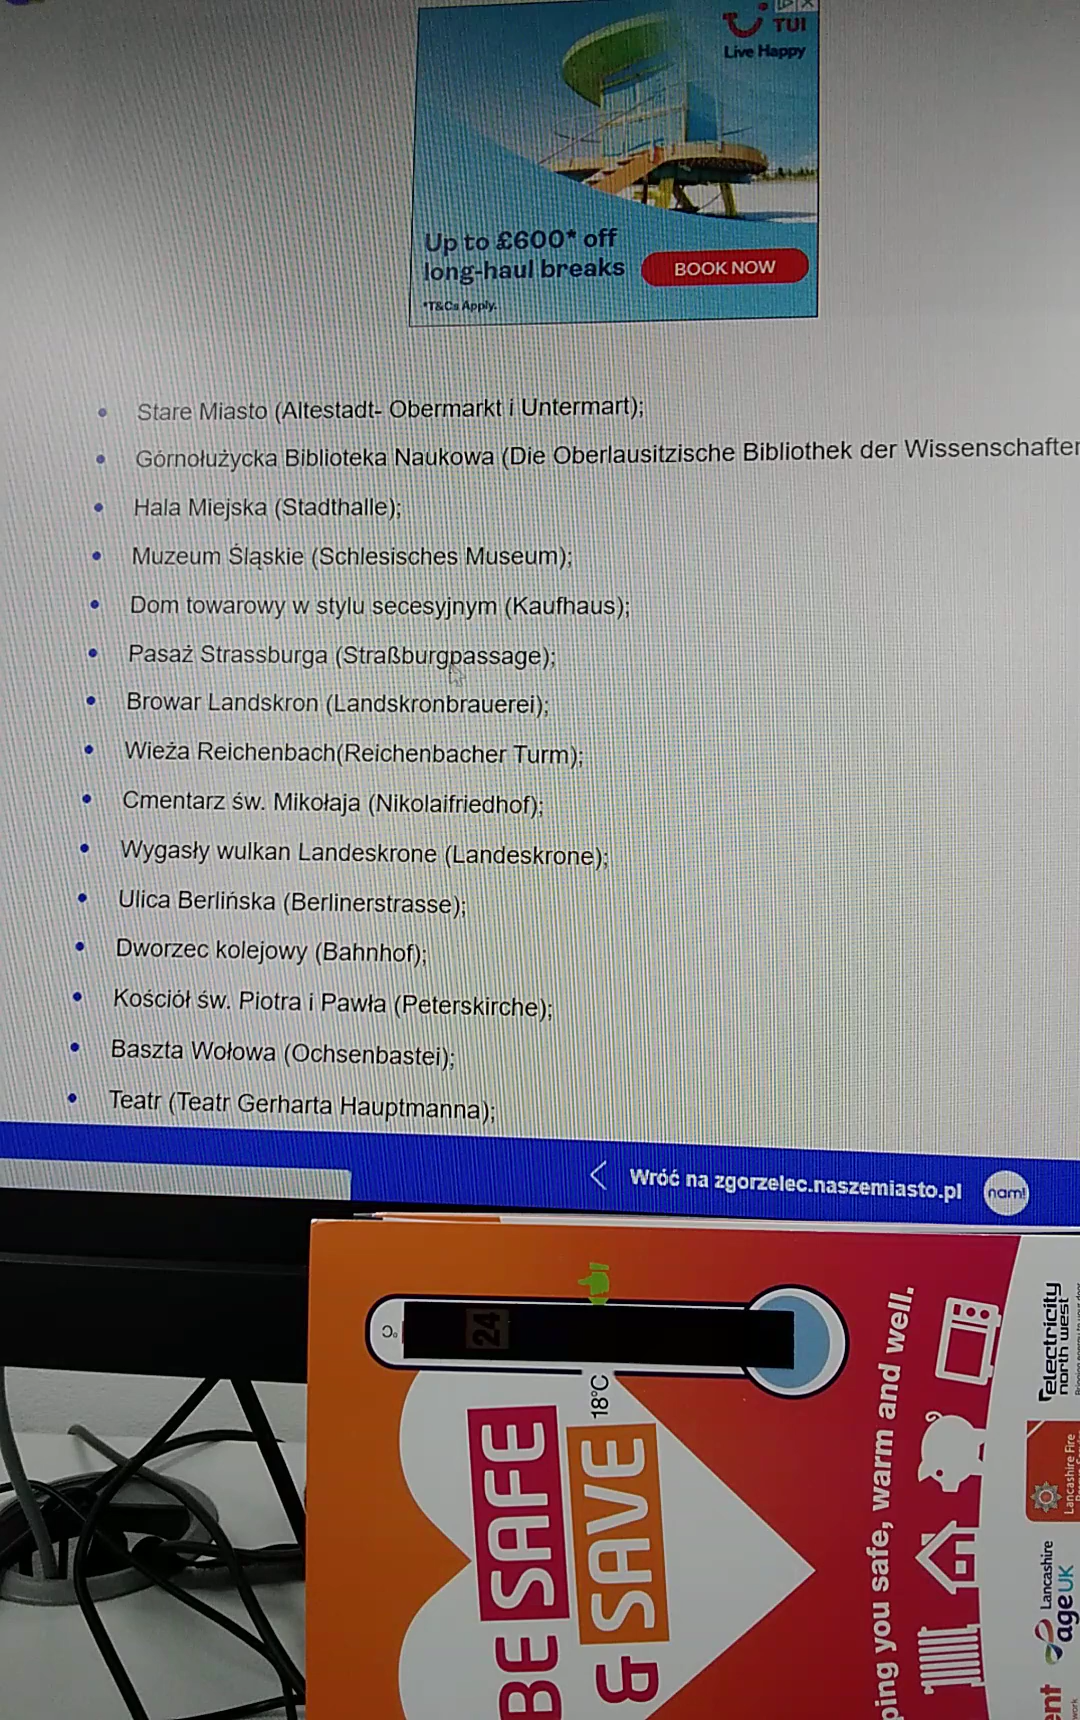 TUI
Live Happy
Up to £600* off
long-haul breaks
BOOK NOW
*T&Cs Apply.
Stare Miasto (Altestadt- Obermarkt i Untermart);
Górnołużycka Biblioteka Naukowa (Die Oberlausitzische Bibliothek der Wissenschaften
Hala Miejska (Stadthalle);
Muzeum Śląskie (Schlesisches Museum);
Dom towarowy w stylu secesyjnym (Kaufhaus);
Pasaż Strassburga (Straßburgpassage);
Browar Landskron (Landskronbrauerei);
Wieża Reichenbach(Reichenbacher Turm);
Cmentarz św. Mikołaja (Nikolaifriedhof);
Wygasły wulkan Landeskrone (Landeskrone);
Ulica Berlińska (Berlinerstrasse);
Dworzec kolejowy (Bahnhof);
Kościół św. Piotra i Pawła (Peterskirche);
Baszta Wołowa (Ochsenbastei);
Teatr (Teatr Gerharta Hauptmanna);
Wróć na zgorzelec.naszemiasto.pl
nam!
°C
24
18°C
BE SAFE
& SAVE
ping you safe, warm and well.
electricity
north west
Lancashire Fire
Lancashire
age UK
nt